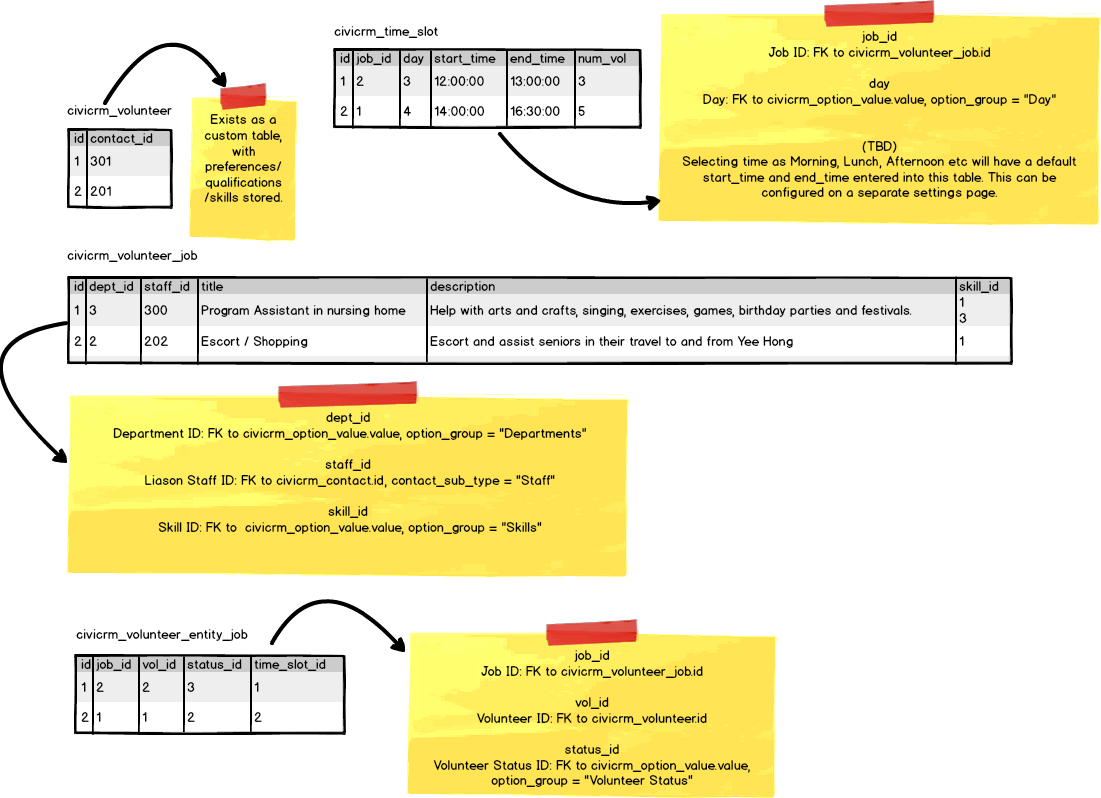 civicrm_time_slot
id job_id day start_time end_time num_vol
1 2 3 12:00:00 13:00:00 3
2 1 4 14:00:00 16:30:00 5
job_id
Job ID: FK to civicrm_volunteer_job.id
day
Day: FK to civicrm_option_value.value, option_group = "Day"
(TBD)
Selecting time as Morning, Lunch, Afternoon etc will have a default
start_time and end_time entered into this table. This can be
configured on a separate settings page.
civicrm_volunteer
id contact_id
1 301
2 201
Exists as a
custom table,
with
preferences/
qualifications
/skills stored.
civicrm_volunteer_job
id dept_id staff_id title description skill_id
1 3 300 Program Assistant in nursing home Help with arts and crafts, singing, exercises, games, birthday parties and festivals. 1
3
2 2 202 Escort / Shopping Escort and assist seniors in their travel to and from Yee Hong 1
dept_id
Department ID: FK to civicrm_option_value.value, option_group = "Departments"
staff_id
Liason Staff ID: FK to civicrm_contact.id, contact_sub_type = "Staff"
skill_id
Skill ID: FK to civicrm_option_value.value, option_group = "Skills"
civicrm_volunteer_entity_job
id job_id vol_id status_id time_slot_id
1 2 2 3 1
2 1 1 2 2
job_id
Job ID: FK to civicrm_volunteer_job.id
vol_id
Volunteer ID: FK to civicrm_volunteer.id
status_id
Volunteer Status ID: FK to civicrm_option_value.value,
option_group = "Volunteer Status"